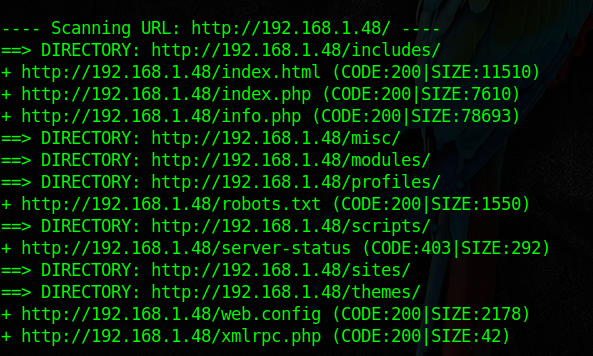 ---- Scanning URL: http://192.168.1.48/ ----
==> DIRECTORY: http://192.168.1.48/includes/
+ http://192.168.1.48/index.html (CODE:200|SIZE:11510)
+ http://192.168.1.48/index.php (CODE:200|SIZE:7610)
+ http://192.168.1.48/info.php (CODE:200|SIZE:78693)
==> DIRECTORY: http://192.168.1.48/misc/
==> DIRECTORY: http://192.168.1.48/modules/
==> DIRECTORY: http://192.168.1.48/profiles/
+ http://192.168.1.48/robots.txt (CODE:200|SIZE:1550)
==> DIRECTORY: http://192.168.1.48/scripts/
+ http://192.168.1.48/server-status (CODE:403|SIZE:292)
==> DIRECTORY: http://192.168.1.48/sites/
==> DIRECTORY: http://192.168.1.48/themes/
+ http://192.168.1.48/web.config (CODE:200|SIZE:2178)
+ http://192.168.1.48/xmlrpc.php (CODE:200|SIZE:42)